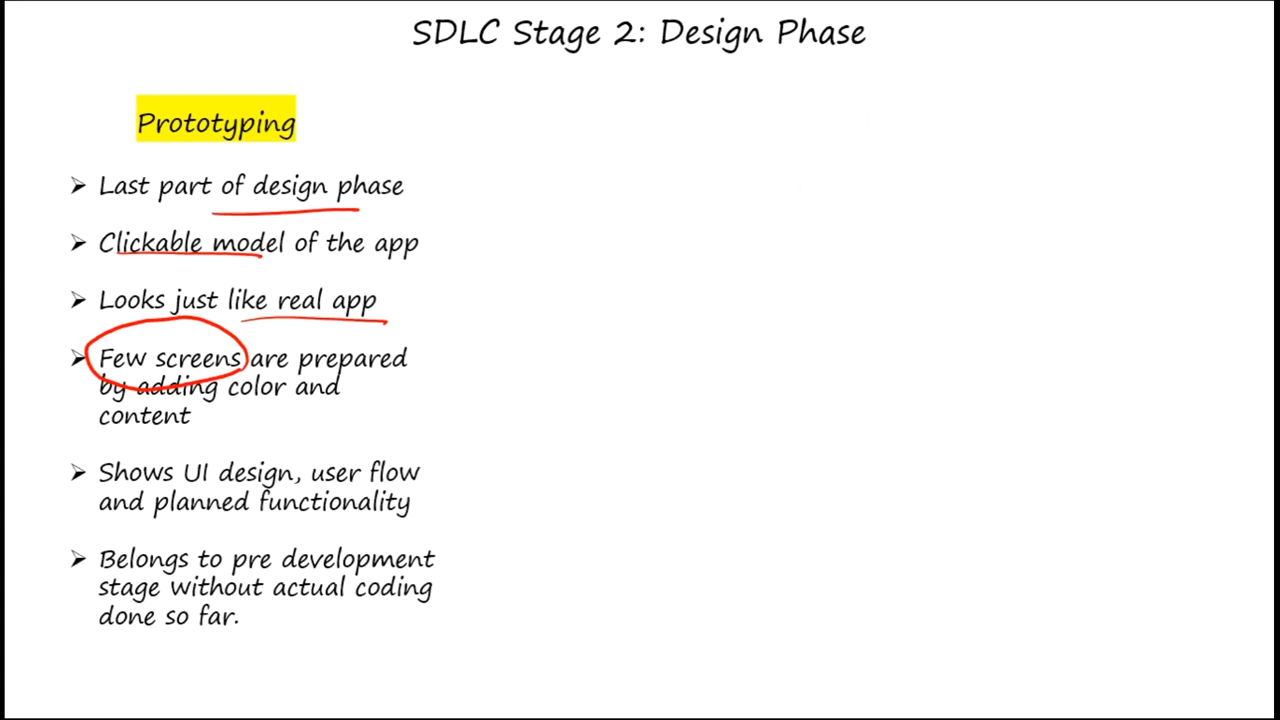 SDLC Stage 2: Design Phase
Prototyping
Last part of design phase
Clickable model of the app
Looks just like real app
Few screens are prepared
by adding color and
content
Shows UI design, user flow
and planned functionality
Belongs to pre development
stage without actual coding
done so far.